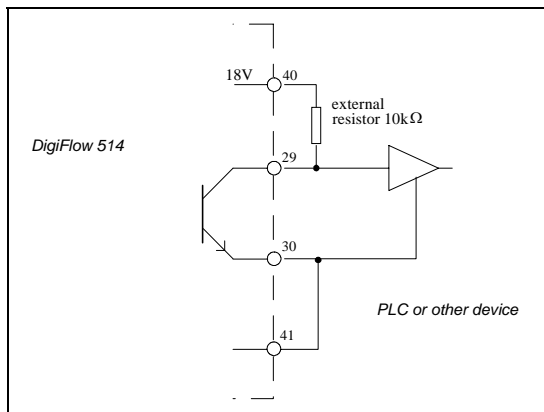 18V
40
external
resistor 10kΩ
DigiFlow 514
29
30
PLC or other device
41